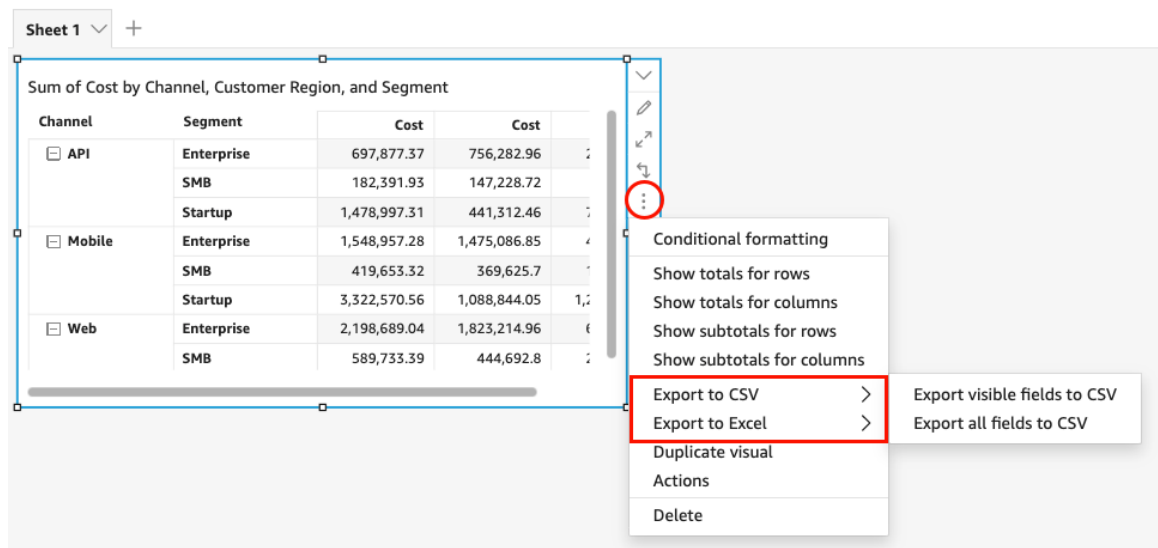 Sheet 1
Sum of Cost by Channel, Customer Region, and Segment
Channel Segment Cost Cost
API Enterprise 697,877.37 756,282.96
SMB 182,391.93 147,228.72
Startup 1,478,997.31 441,312.46
Mobile Enterprise 1,548,957.28 1,475,086.85
SMB 419,653.32 369,625.7
Startup 3,322,570.56 1,088,844.05
Web Enterprise 2,198,689.04 1,823,214.96
SMB 589,733.39 444,692.8
Conditional formatting
Show totals for rows
Show totals for columns
Show subtotals for rows
Show subtotals for columns
Export to CSV
Export to Excel
Duplicate visual
Actions
Delete
Export visible fields to CSV
Export all fields to CSV